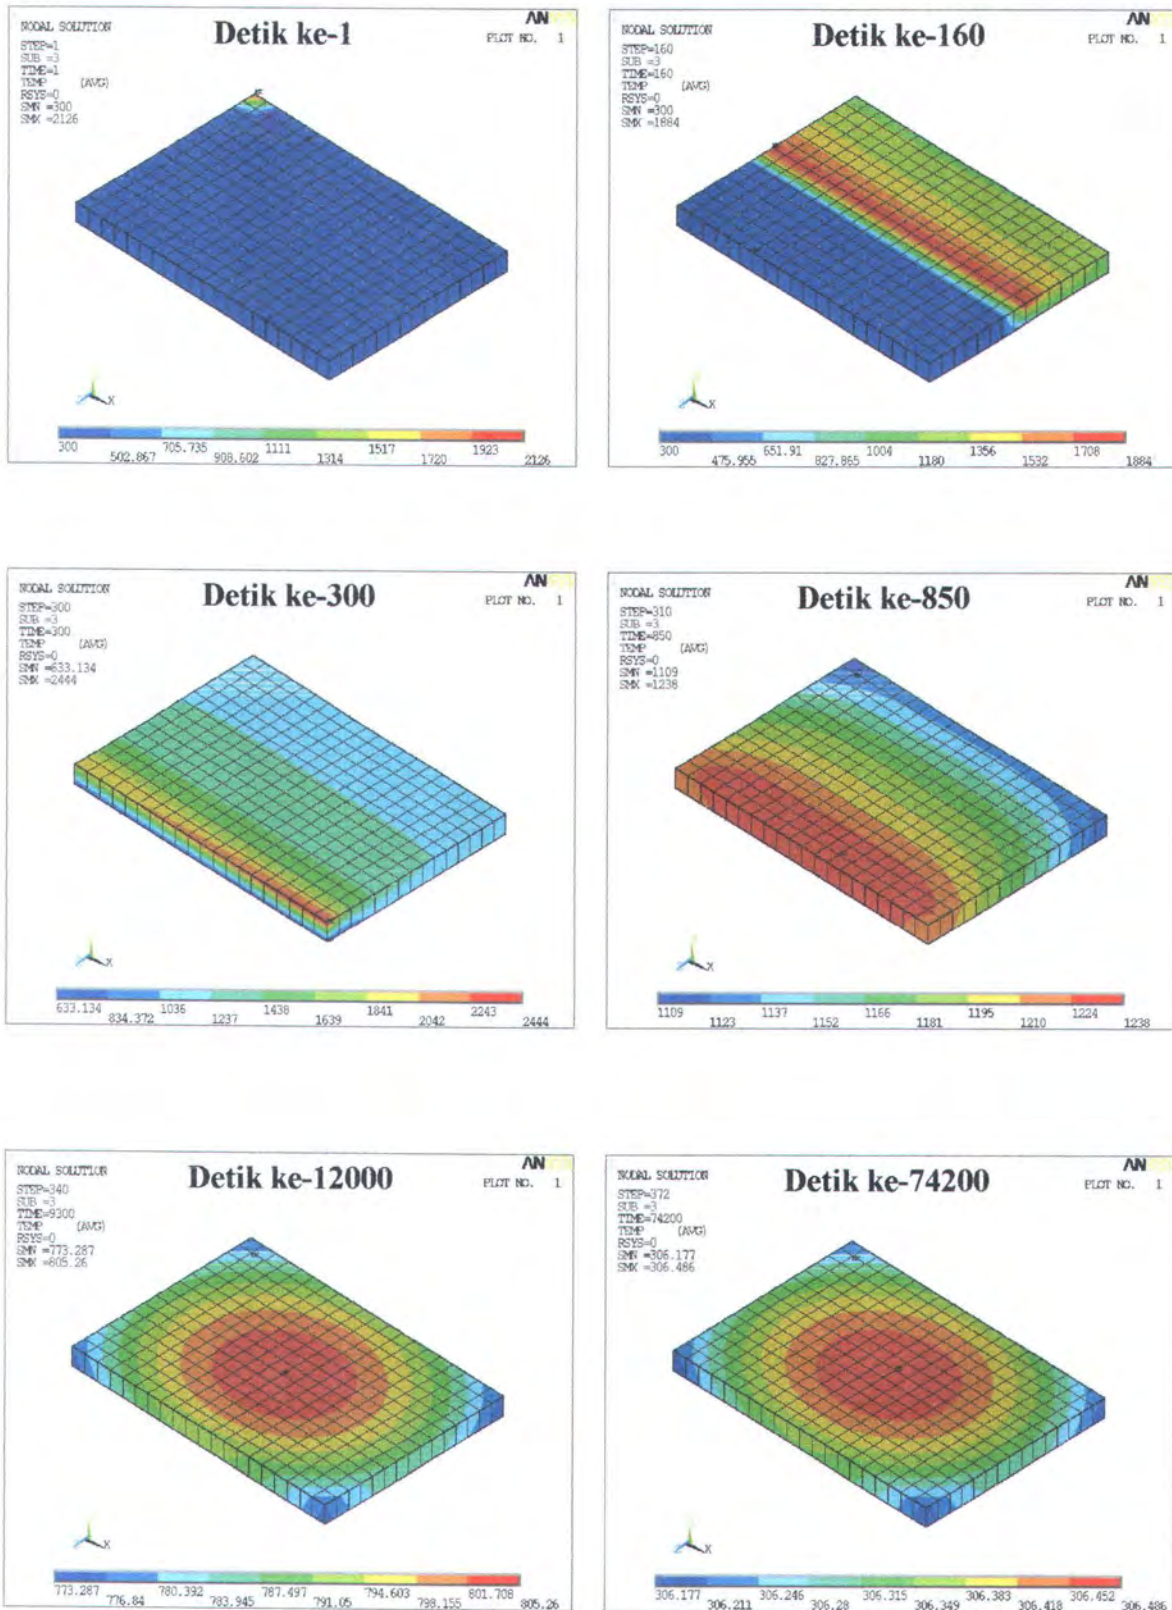 NODAL SOLUTION
STEP=1
SUB =3
TIME=1
TEMP (AVG)
RSYS=0
SMN =300
SMX =2126
Detik ke-1
AN
PLOT NO. 1
X
300 705.735 1111 1517 1923
502.867 908.602 1314 1720 2126
NODAL SOLUTION
STEP=160
SUB =3
TIME=160
TEMP (AVG)
RSYS=0
SMN =300
SMX =1884
Detik ke-160
AN
PLOT NO. 1
X
300 651.91 1004 1356 1708
475.955 827.865 1180 1532 1884
NODAL SOLUTION
STEP=300
SUB =3
TIME=300
TEMP (AVG)
RSYS=0
SMN =633.134
SMX =2444
Detik ke-300
AN
PLOT NO. 1
X
633.134 1036 1438 1841 2243
834.372 1237 1639 2042 2444
NODAL SOLUTION
STEP=310
SUB =3
TIME=850
TEMP (AVG)
RSYS=0
SMN =1109
SMX =1238
Detik ke-850
AN
PLOT NO. 1
X
1109 1137 1166 1195 1224
1123 1152 1181 1210 1238
NODAL SOLUTION
STEP=340
SUB =3
TIME=9300
TEMP (AVG)
RSYS=0
SMN =773.287
SMX =805.26
Detik ke-12000
AN
PLOT NO. 1
X
773.287 780.392 787.497 794.603 801.708
776.84 783.945 791.05 798.155 805.26
NODAL SOLUTION
STEP=372
SUB =3
TIME=74200
TEMP (AVG)
RSYS=0
SMN =306.177
SMX =306.486
Detik ke-74200
AN
PLOT NO. 1
X
306.177 306.246 306.315 306.383 306.452
306.211 306.28 306.349 306.418 306.486